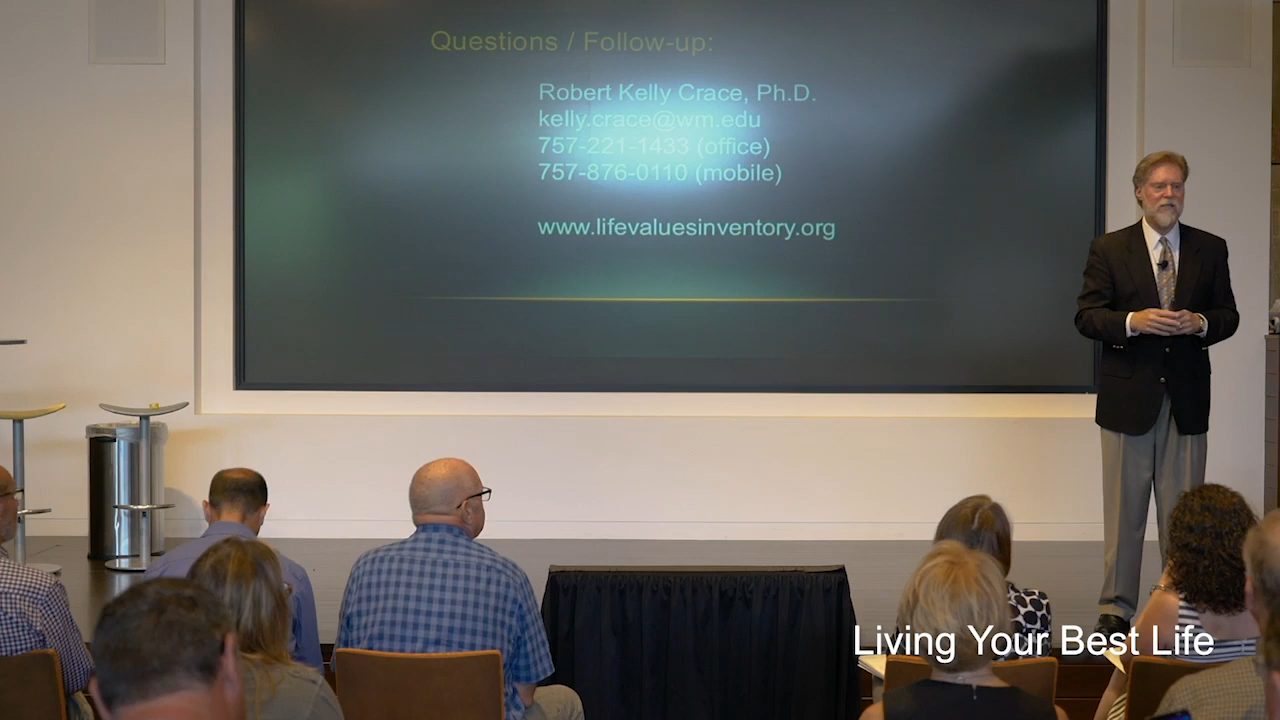 Questions / Follow-up:
Robert Kelly Crace, Ph.D.
kelly.crace@wm.edu
757-221-1433 (office)
757-876-0110 (mobile)
www.lifevaluesinventory.org
Living Your Best Life